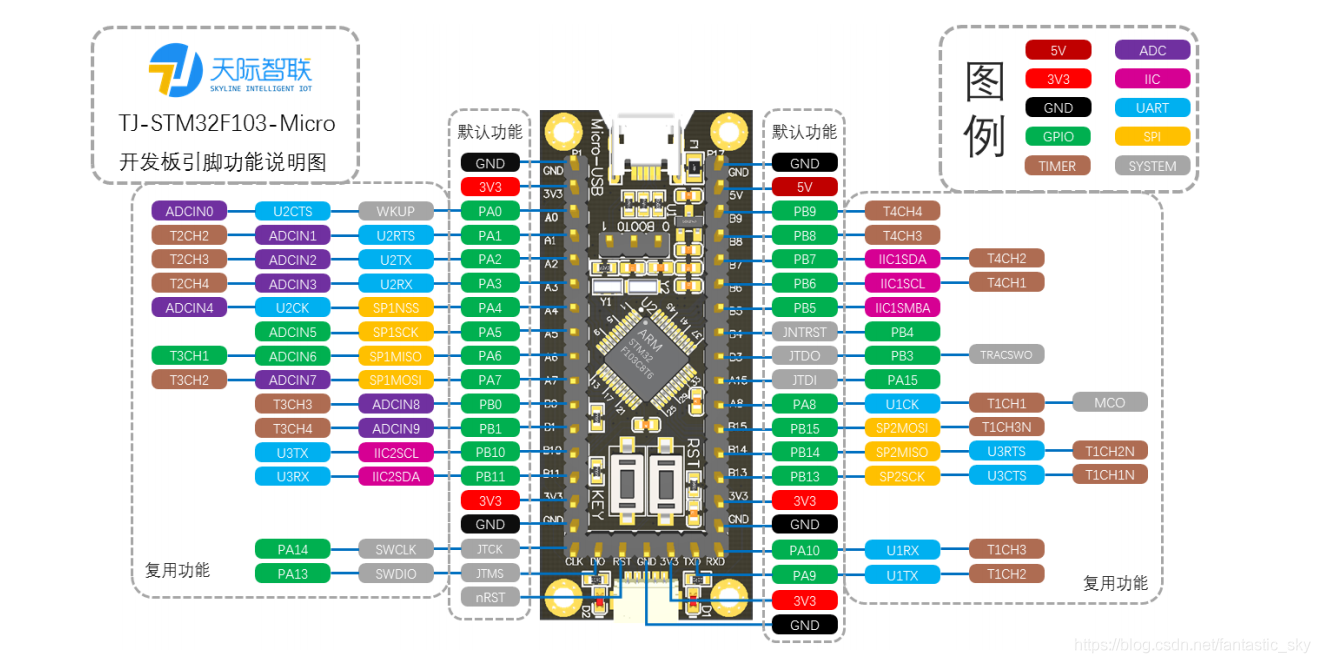 天际智联
SKYLINE INTELLIGENT IOT
TJ-STM32F103-Micro
开发板引脚功能说明图
图例
5V ADC
3V3 IIC
GND UART
GPIO SPI
TIMER SYSTEM
默认功能
GND
3V3
ADCIN0 U2CTS WKUP PA0
T2CH2 ADCIN1 U2RTS PA1
T2CH3 ADCIN2 U2TX PA2
T2CH4 ADCIN3 U2RX PA3
ADCIN4 U2CK SP1NSS PA4
ADCIN5 SP1SCK PA5
T3CH1 ADCIN6 SP1MISO PA6
T3CH2 ADCIN7 SP1MOSI PA7
T3CH3 ADCIN8 PB0
T3CH4 ADCIN9 PB1
U3TX IIC2SCL PB10
U3RX IIC2SDA PB11
3V3
GND
PA14 SWCLK JTCK
PA13 SWDIO JTMS
nRST
复用功能
Micro-USB
P1
F1
GND
3V3
A0
A1
A2
A3
A4
A5
A6
A7
B0
B1
B10
B11
3V3
GND
U1
BOOT0
1 0
Y1
Y2
U2
ARM
STM32
F103C8T6
RST
KEY
GND
5V
B9
B8
B7
B6
B5
B4
B3
A15
A8
B15
B14
B13
3V3
GND
CLK DIO RST GND 3V3 TXD RXD
D2
D1
默认功能
GND
5V
PB9 T4CH4
PB8 T4CH3
PB7 IIC1SDA T4CH2
PB6 IIC1SCL T4CH1
PB5 IIC1SMBA
JNTRST PB4
JTDO PB3 TRACSWO
JTDI PA15
PA8 U1CK T1CH1 MCO
PB15 SP2MOSI T1CH3N
PB14 SP2MISO U3RTS T1CH2N
PB13 SP2SCK U3CTS T1CH1N
3V3
GND
PA10 U1RX T1CH3
PA9 U1TX T1CH2
3V3
GND
复用功能
https://blog.csdn.net/fantastic_sky